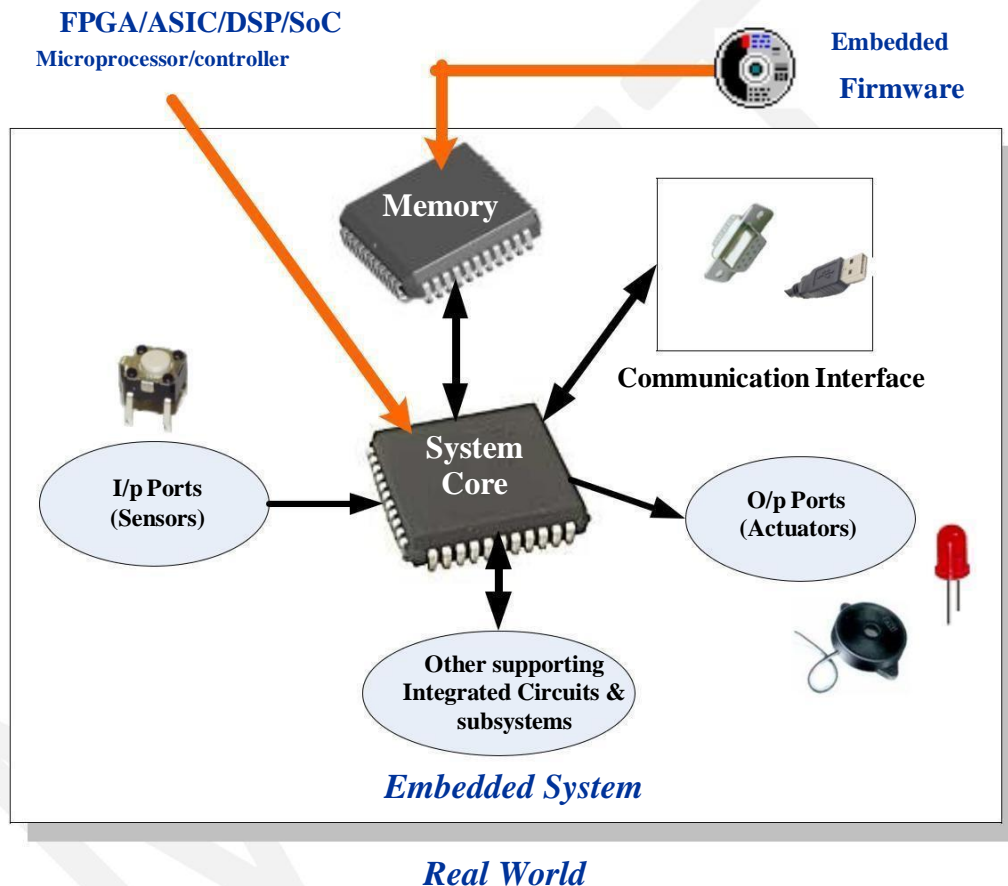 FPGA/ASIC/DSP/SoC
Microprocessor/controller
Embedded
Firmware
Memory
Communication Interface
System
Core
I/p Ports
(Sensors)
O/p Ports
(Actuators)
Other supporting
Integrated Circuits &
subsystems
Embedded System
Real World